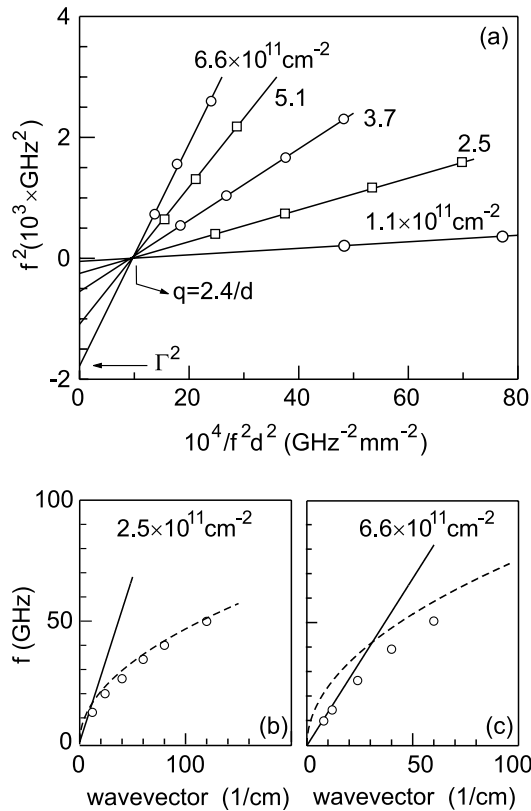 (a)
4
2
0
-2
f²(10³×GHz²)
6.6×10¹¹cm⁻²
5.1
3.7
2.5
1.1×10¹¹cm⁻²
q=2.4/d
Γ²
0
20
40
60
80
10⁴/f²d² (GHz⁻²mm⁻²)
100
50
0
f (GHz)
2.5×10¹¹cm⁻²
(b)
0
100
wavevector (1/cm)
6.6×10¹¹cm⁻²
(c)
0
50
100
wavevector (1/cm)